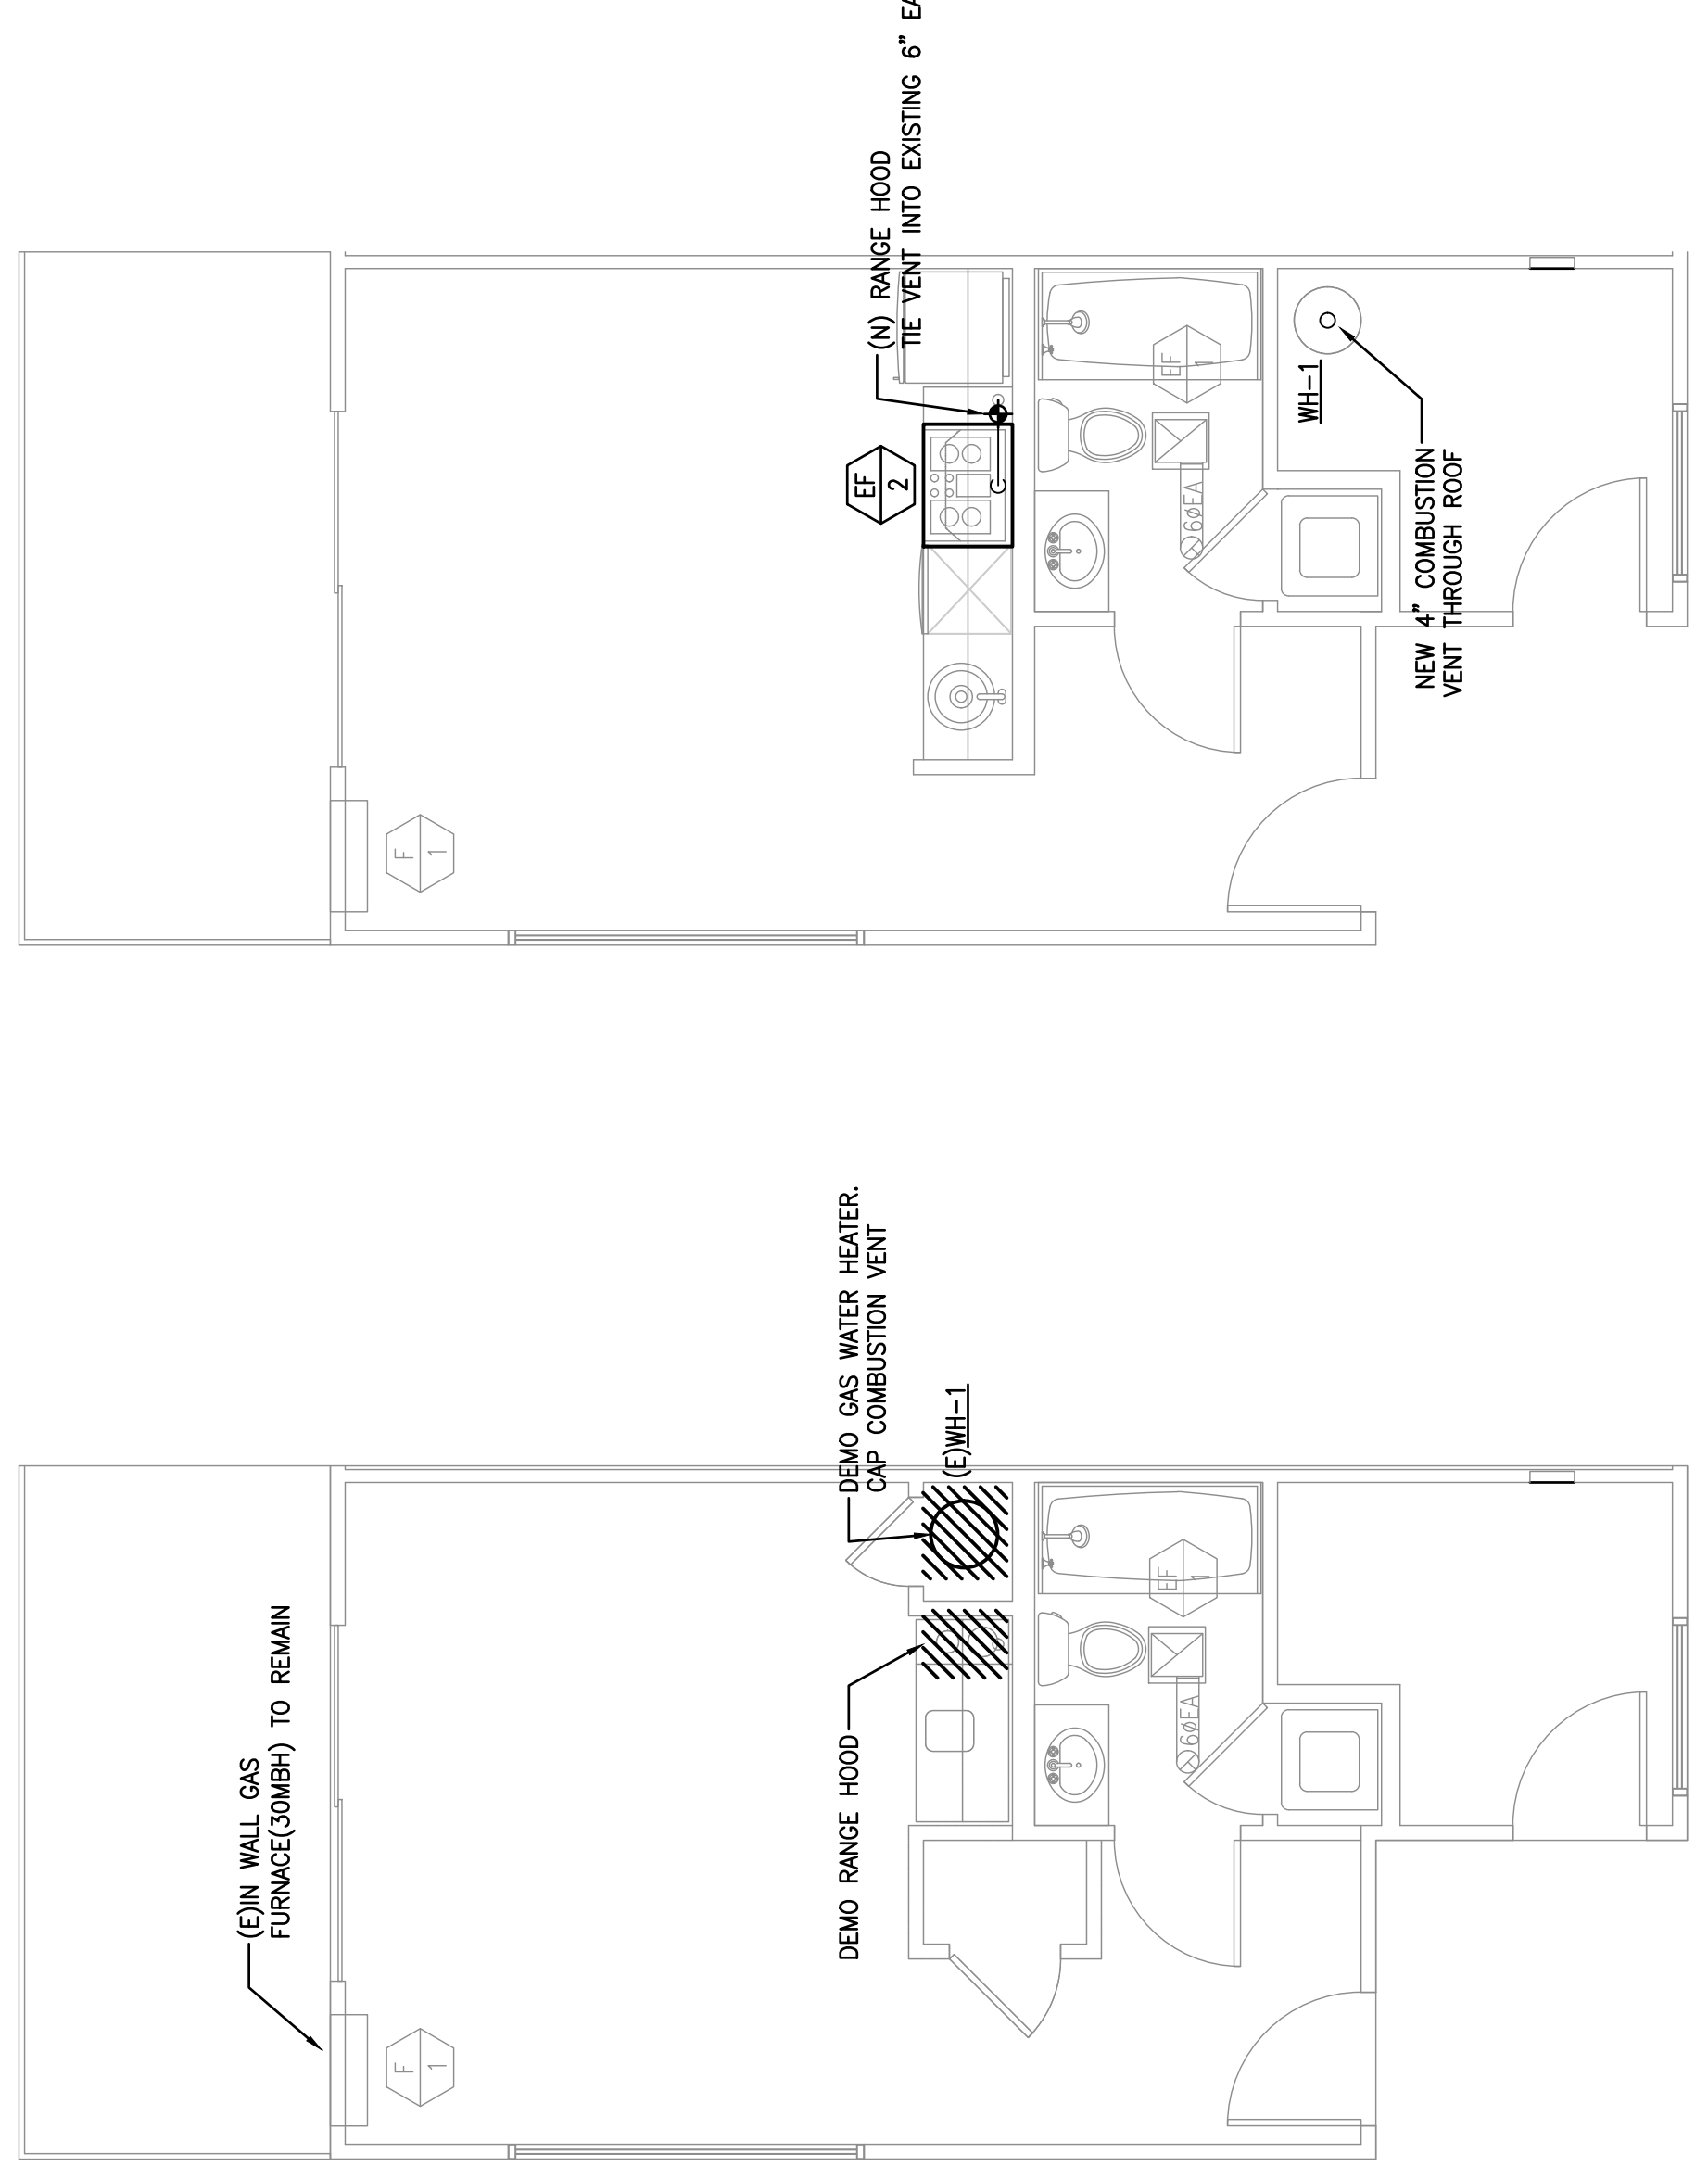 (E)IN WALL GAS
FURNACE(30MBH) TO REMAIN
F
1
DEMO GAS WATER HEATER.
CAP COMBUSTION VENT
DEMO RANGE HOOD
(E)WH-1
EF
1
6øEA
F
1
(N) RANGE HOOD
TIE VENT INTO EXISTING 6" EA
EF
2
EF
1
6øEA
WH-1
NEW 4" COMBUSTION
VENT THROUGH ROOF